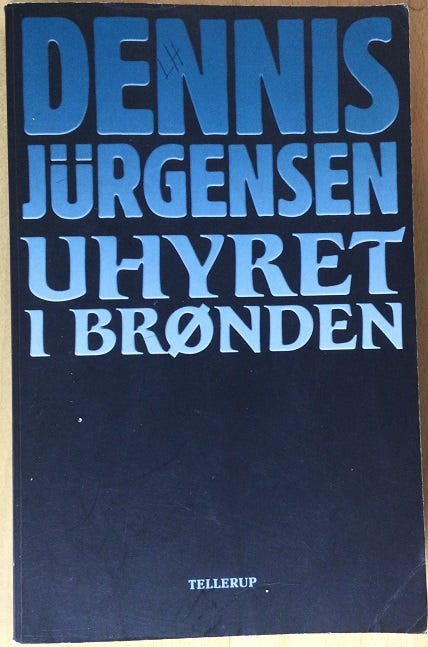 DENNIS
JÜRGENSEN
UHYRET
I BRØNDEN
TELLERUP